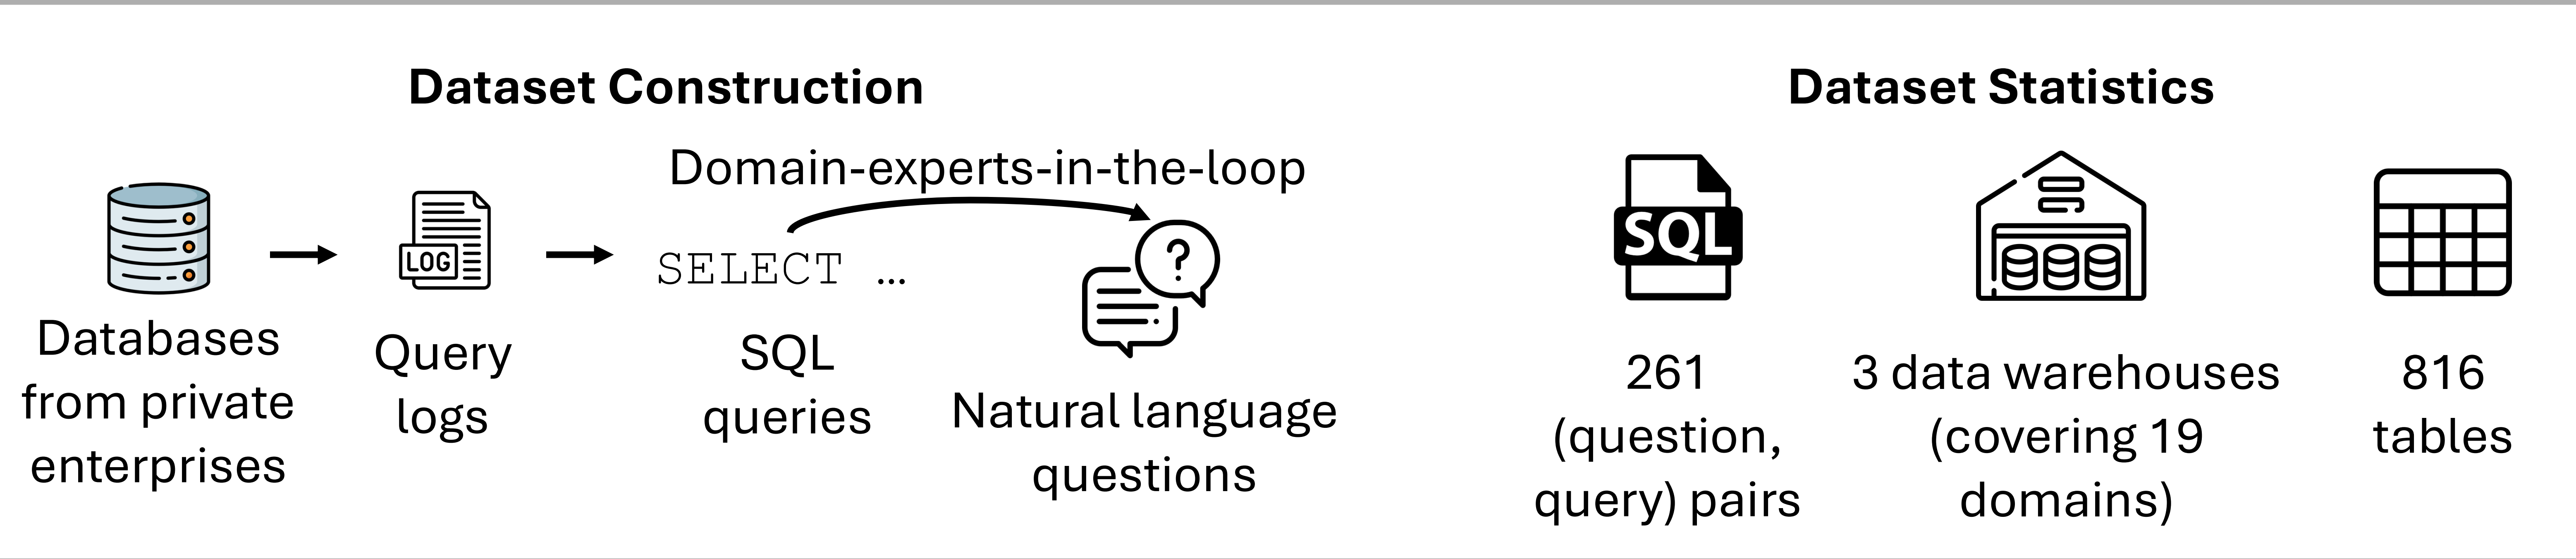 Dataset Construction
Domain-experts-in-the-loop
LOG
SELECT ...
?
Databases
from private
enterprises
Query
logs
SQL
queries
Natural language
questions
Dataset Statistics
SQL
261
(question,
query) pairs
3 data warehouses
(covering 19
domains)
816
tables